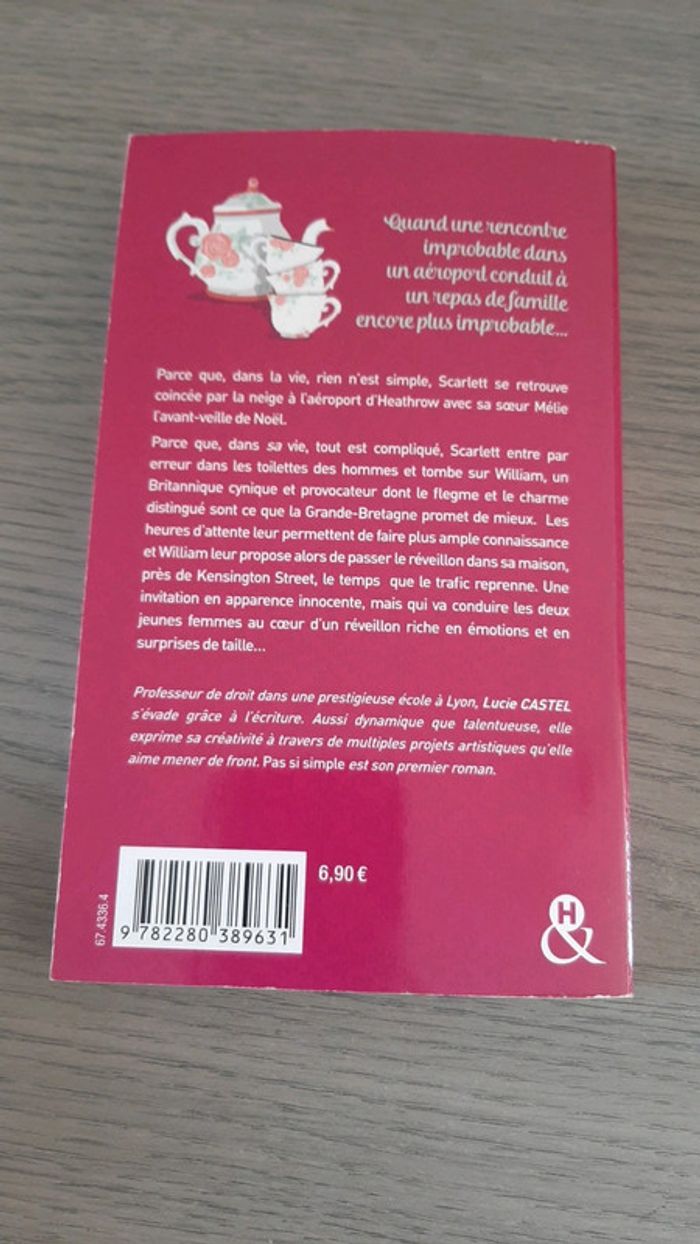 Quand une rencontre
improbable dans
un aéroport conduit à
un repas de famille
encore plus improbable...
Parce que, dans la vie, rien n'est simple, Scarlett se retrouve
coincée par la neige à l'aéroport d'Heathrow avec sa sœur Mélie
l'avant-veille de Noël.
Parce que, dans sa vie, tout est compliqué, Scarlett entre par
erreur dans les toilettes des hommes et tombe sur William, un
Britannique cynique et provocateur dont le flegme et le charme
distingué sont ce que la Grande-Bretagne promet de mieux. Les
heures d'attente leur permettent de faire plus ample connaissance
et William leur propose alors de passer le réveillon dans sa maison,
près de Kensington Street, le temps que le trafic reprenne. Une
invitation en apparence innocente, mais qui va conduire les deux
jeunes femmes au cœur d'un réveillon riche en émotions et en
surprises de taille...
Professeur de droit dans une prestigieuse école à Lyon, Lucie CASTEL
s'évade grâce à l'écriture. Aussi dynamique que talentueuse, elle
exprime sa créativité à travers de multiples projets artistiques qu'elle
aime mener de front. Pas si simple est son premier roman.
67.4336.4
9 782280 389631
6,90 €
H
&